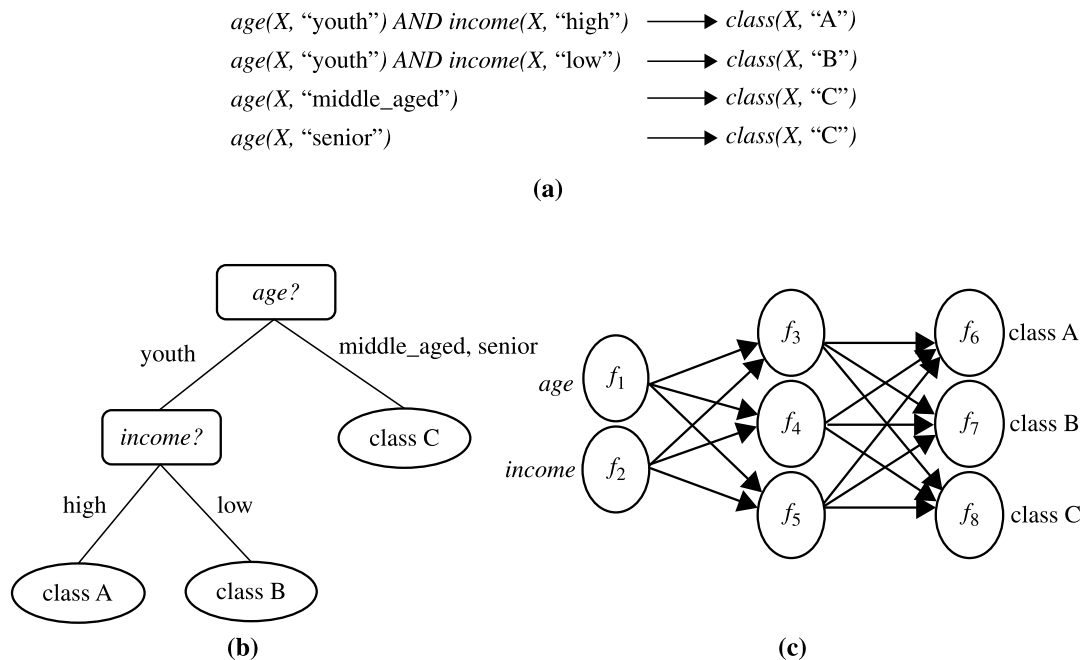 age(X, “youth”) AND income(X, “high”) class(X, “A”)
age(X, “youth”) AND income(X, “low”) class(X, “B”)
age(X, “middle_aged”) class(X, “C”)
age(X, “senior”) class(X, “C”)
(a)
age?
youth
middle_aged, senior
income?
class C
high
low
class A
class B
(b)
age
income
f1
f2
f3
f4
f5
f6
f7
f8
class A
class B
class C
(c)